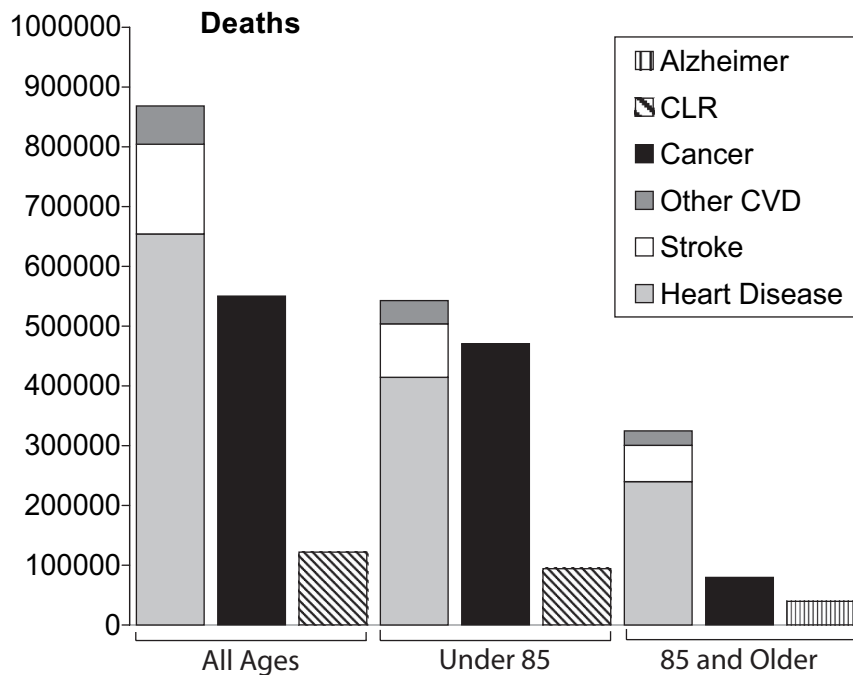 Deaths
1000000
900000
800000
700000
600000
500000
400000
300000
200000
100000
0
Alzheimer
CLR
Cancer
Other CVD
Stroke
Heart Disease
All Ages
Under 85
85 and Older